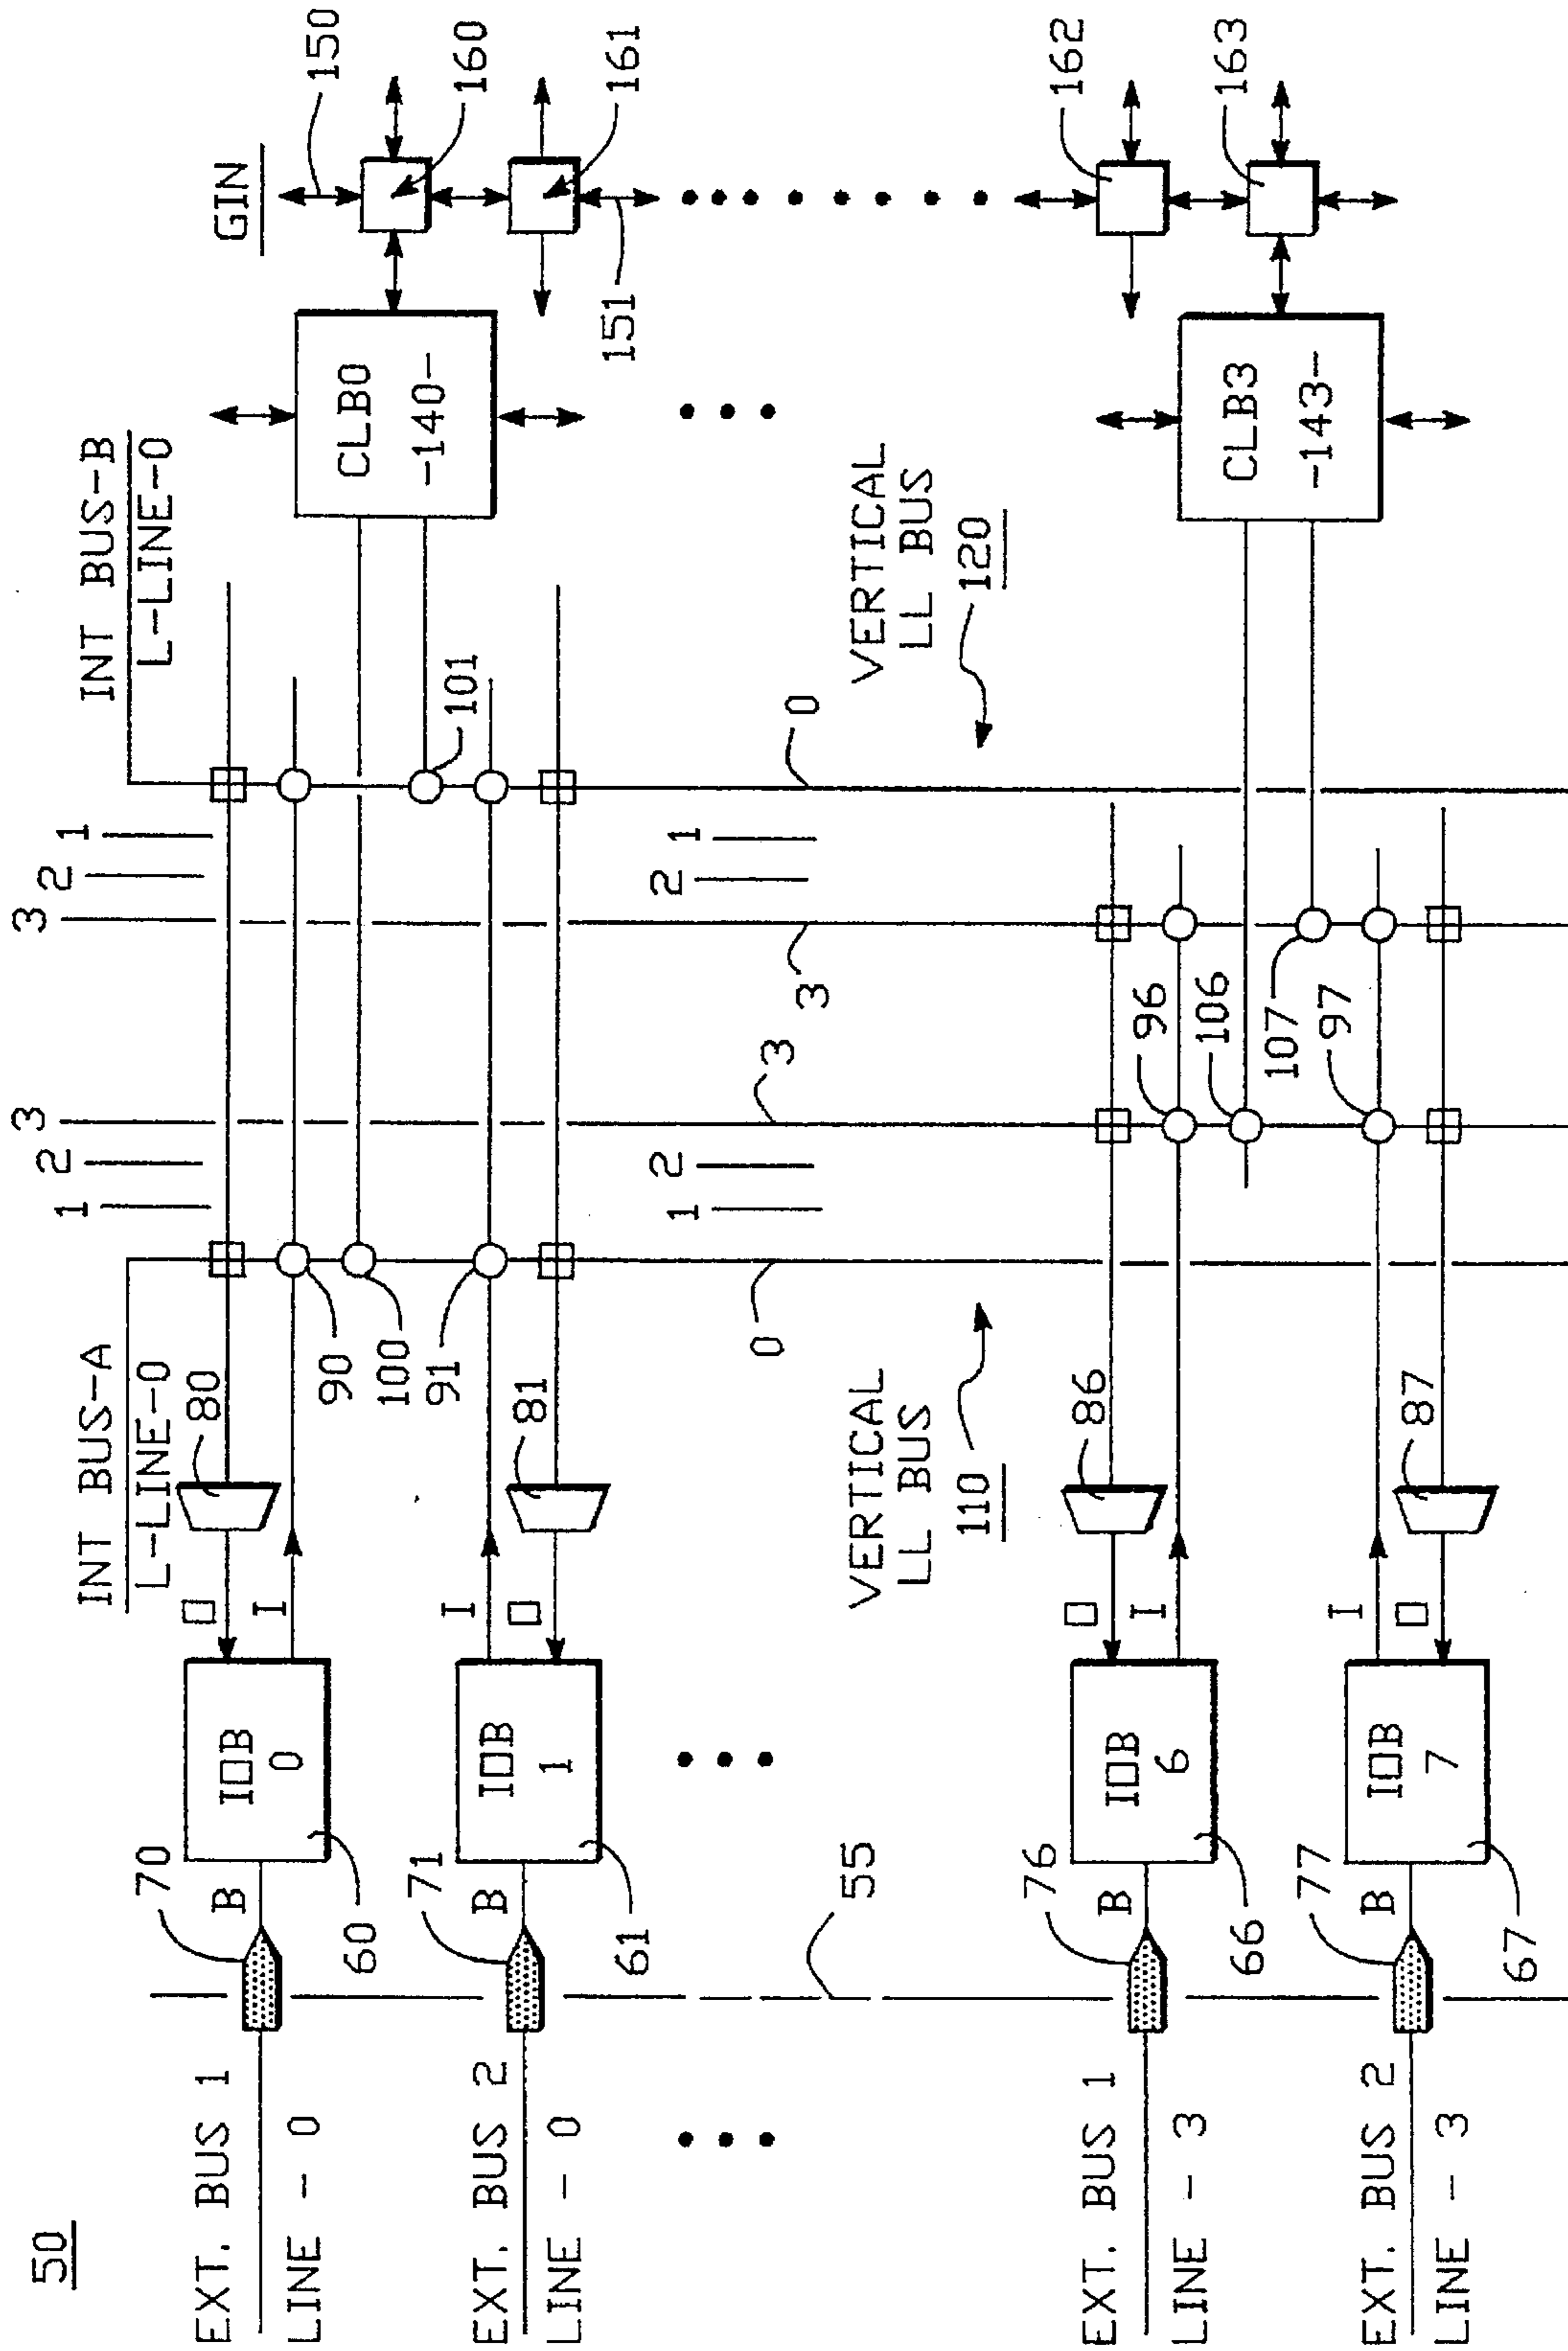 50
INT BUS-A
L-LINE-0
1
2
3
3
2
1
INT BUS-B
L-LINE-0
GIN
150
EXT. BUS 1
LINE - 0
70
B
60
IOB
0
O
I
80
90
100
101
CLB0
-140-
160
161
151
EXT. BUS 2
LINE - 0
71
B
61
IOB
1
I
O
81
91
55
1
2
2
1
0
3
3
0
VERTICAL
LL BUS
110
VERTICAL
LL BUS
120
EXT. BUS 1
LINE - 3
76
B
66
IOB
6
O
I
86
96
106
CLB3
-143-
162
163
EXT. BUS 2
LINE - 3
77
B
67
IOB
7
I
O
87
97
107